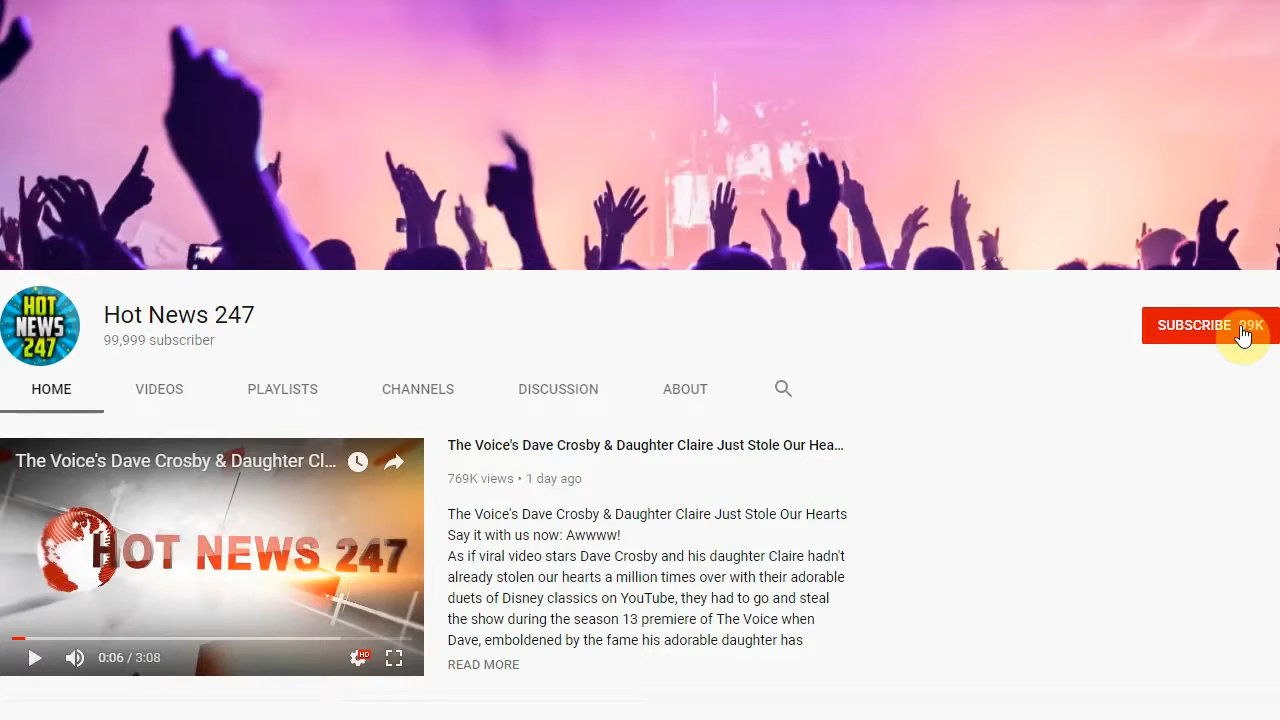 HOT
NEWS
247
Hot News 247
99,999 subscriber
SUBSCRIBE 99K
HOME
VIDEOS
PLAYLISTS
CHANNELS
DISCUSSION
ABOUT
The Voice's Dave Crosby & Daughter Cl...
HOT NEWS 247
0:06 / 3:08
HD
The Voice's Dave Crosby & Daughter Claire Just Stole Our Hea...
769K views • 1 day ago
The Voice's Dave Crosby & Daughter Claire Just Stole Our Hearts
Say it with us now: Awwww!
As if viral video stars Dave Crosby and his daughter Claire hadn't
already stolen our hearts a million times over with their adorable
duets of Disney classics on YouTube, they had to go and steal
the show during the season 13 premiere of The Voice when
Dave, emboldened by the fame his adorable daughter has
READ MORE